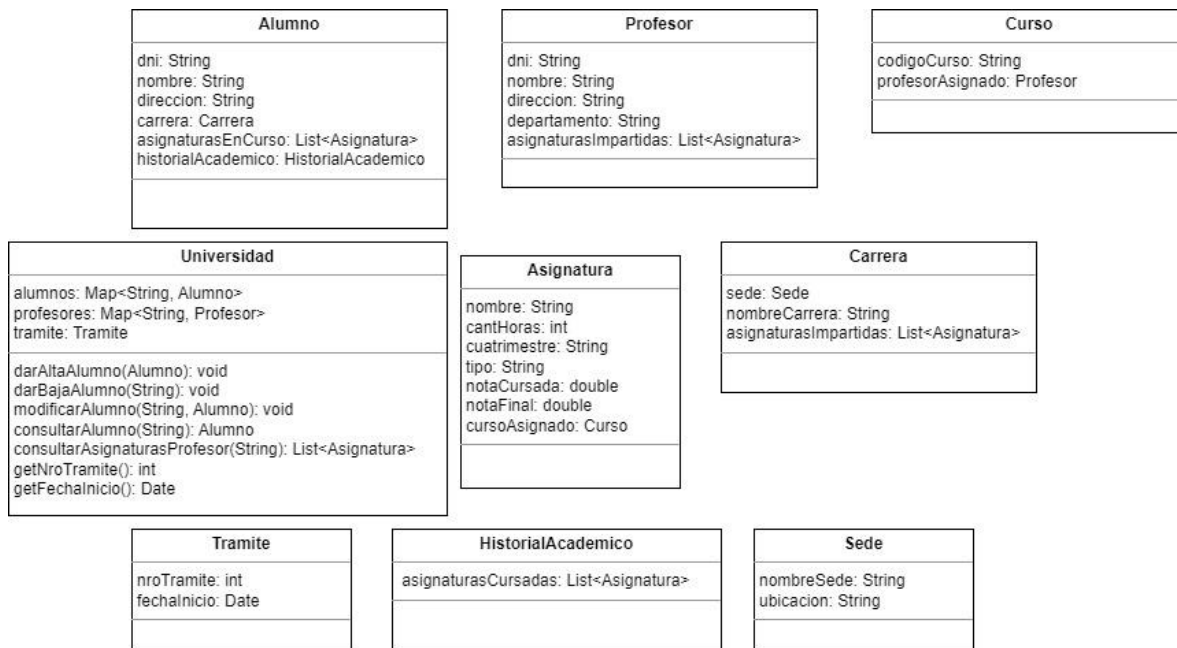 Alumno
dni: String
nombre: String
direccion: String
carrera: Carrera
asignaturasEnCurso: List<Asignatura>
historialAcademico: HistorialAcademico
Profesor
dni: String
nombre: String
direccion: String
departamento: String
asignaturasImpartidas: List<Asignatura>
Curso
codigoCurso: String
profesorAsignado: Profesor
Universidad
alumnos: Map<String, Alumno>
profesores: Map<String, Profesor>
tramite: Tramite
darAltaAlumno(Alumno): void
darBajaAlumno(String): void
modificarAlumno(String, Alumno): void
consultarAlumno(String): Alumno
consultarAsignaturasProfesor(String): List<Asignatura>
getNroTramite(): int
getFechaInicio(): Date
Asignatura
nombre: String
cantHoras: int
cuatrimestre: String
tipo: String
notaCursada: double
notaFinal: double
cursoAsignado: Curso
Carrera
sede: Sede
nombreCarrera: String
asignaturasImpartidas: List<Asignatura>
Tramite
nroTramite: int
fechaInicio: Date
HistorialAcademico
asignaturasCursadas: List<Asignatura>
Sede
nombreSede: String
ubicacion: String